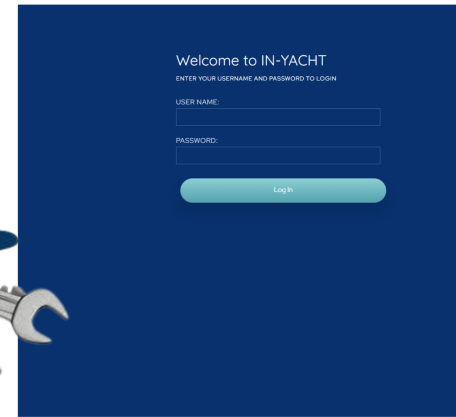 Welcome to IN-YACHT
ENTER YOUR USERNAME AND PASSWORD TO LOGIN
USER NAME:
PASSWORD:
Log In